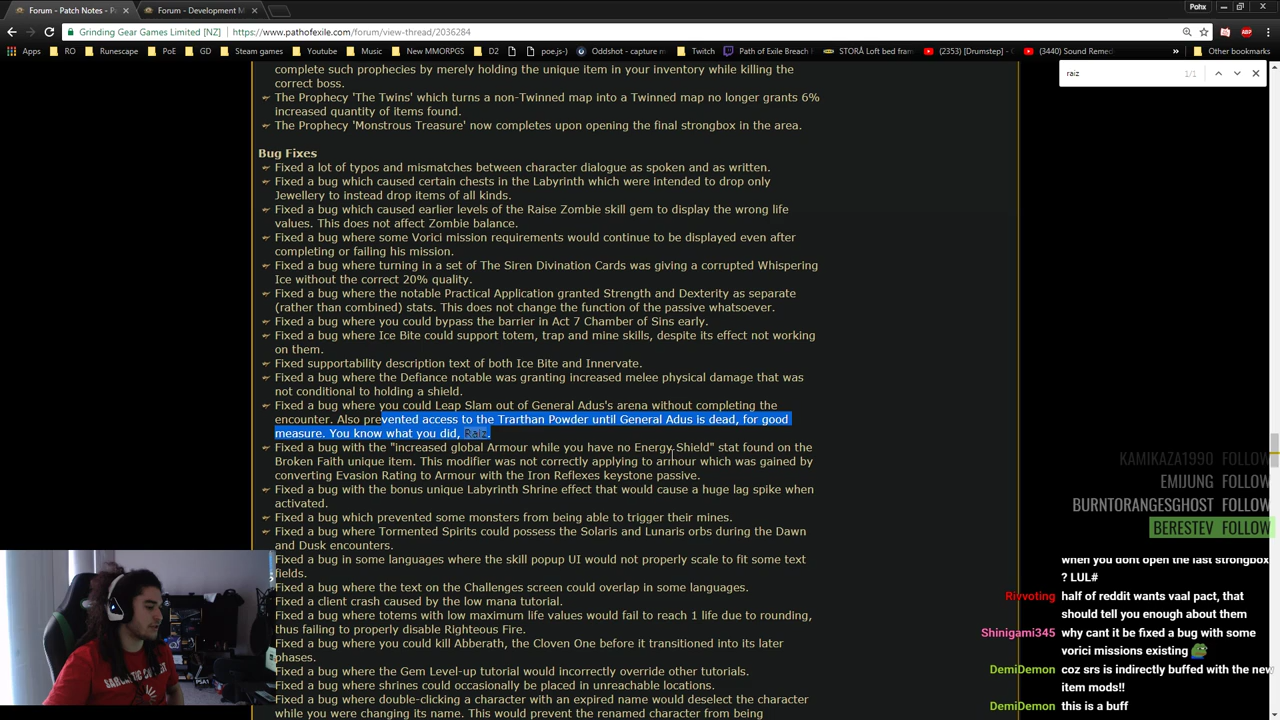 Forum - Patch Notes - P
Forum - Development M
Pohx
Grinding Gear Games Limited [NZ]
https://www.pathofexile.com/forum/view-thread/2036284
Apps
RO
Runescape
PoE
GD
Steam games
Youtube
Music
New MMORPGS
D2
(poe.js-)
Oddshot - capture m
Twitch
Path of Exile Breach
STORÅ Loft bed fram
(2353) [Drumstep] —
(3440) Sound Remed
Other bookmarks
raiz
1/1
complete such prophecies by merely holding the unique item in your inventory while killing the
correct boss.
The Prophecy 'The Twins' which turns a non-Twinned map into a Twinned map no longer grants 6%
increased quantity of items found.
The Prophecy 'Monstrous Treasure' now completes upon opening the final strongbox in the area.
Bug Fixes
Fixed a lot of typos and mismatches between character dialogue as spoken and as written.
Fixed a bug which caused certain chests in the Labyrinth which were intended to drop only
Jewellery to instead drop items of all kinds.
Fixed a bug which caused earlier levels of the Raise Zombie skill gem to display the wrong life
values. This does not affect Zombie balance.
Fixed a bug where some Vorici mission requirements would continue to be displayed even after
completing or failing his mission.
Fixed a bug where turning in a set of The Siren Divination Cards was giving a corrupted Whispering
Ice without the correct 20% quality.
Fixed a bug where the notable Practical Application granted Strength and Dexterity as separate
(rather than combined) stats. This does not change the function of the passive whatsoever.
Fixed a bug where you could bypass the barrier in Act 7 Chamber of Sins early.
Fixed a bug where Ice Bite could support totem, trap and mine skills, despite its effect not working
on them.
Fixed supportability description text of both Ice Bite and Innervate.
Fixed a bug where the Defiance notable was granting increased melee physical damage that was
not conditional to holding a shield.
Fixed a bug where you could Leap Slam out of General Adus's arena without completing the
encounter. Also prevented access to the Trarthan Powder until General Adus is dead, for good
measure. You know what you did, Raiz.
Fixed a bug with the "increased global Armour while you have no Energy Shield" stat found on the
Broken Faith unique item. This modifier was not correctly applying to armour which was gained by
converting Evasion Rating to Armour with the Iron Reflexes keystone passive.
Fixed a bug with the bonus unique Labyrinth Shrine effect that would cause a huge lag spike when
activated.
Fixed a bug which prevented some monsters from being able to trigger their mines.
Fixed a bug where Tormented Spirits could possess the Solaris and Lunaris orbs during the Dawn
and Dusk encounters.
Fixed a bug in some languages where the skill popup UI would not properly scale to fit some text
fields.
Fixed a bug where the text on the Challenges screen could overlap in some languages.
Fixed a client crash caused by the low mana tutorial.
Fixed a bug where totems with low maximum life values would fail to reach 1 life due to rounding,
thus failing to properly disable Righteous Fire.
Fixed a bug where you could kill Abberath, the Cloven One before it transitioned into its later
phases.
Fixed a bug where the Gem Level-up tutorial would incorrectly override other tutorials.
Fixed a bug where shrines could occasionally be placed in unreachable locations.
Fixed a bug where double-clicking a character with an expired name would deselect the character
while you were changing its name. This would prevent the renamed character from being
KAMIKAZA1990 FOLLOW
EMIJUNG FOLLOW
BURNTORANGESGHOST FOLLOW
BERESTEV FOLLOW
when you dont open the last strongbox
? LUL#
Rivvoting half of reddit wants vaal pact, that
should tell you enough about them
Shinigami345 why cant it be fixed a bug with some
vorici missions existing
DemiDemon coz srs is indirectly buffed with the new
item mods!!
DemiDemon this is a buff